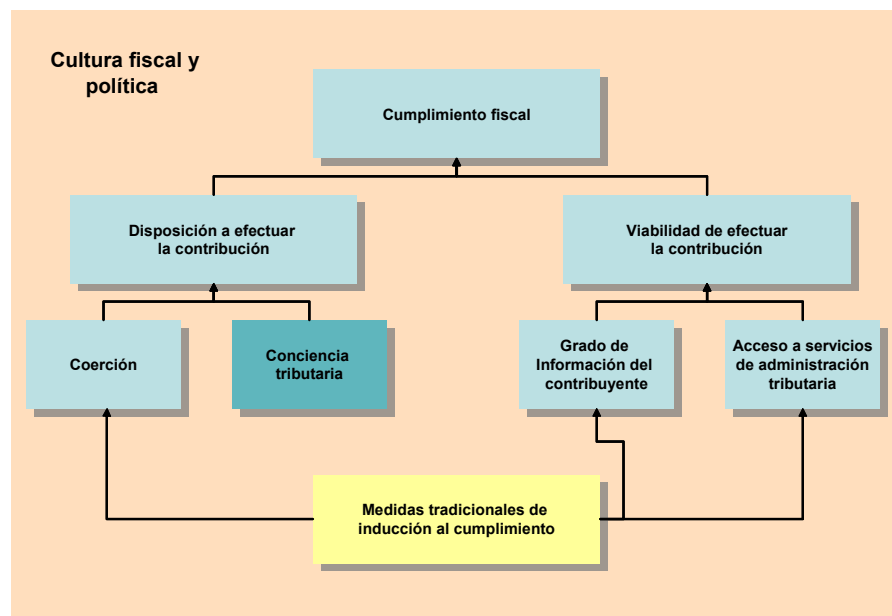 Cultura fiscal y
política
Cumplimiento fiscal
Disposición a efectuar
la contribución
Viabilidad de efectuar
la contribución
Coerción
Conciencia
tributaria
Grado de
Información del
contribuyente
Acceso a servicios
de administración
tributaria
Medidas tradicionales de
inducción al cumplimiento